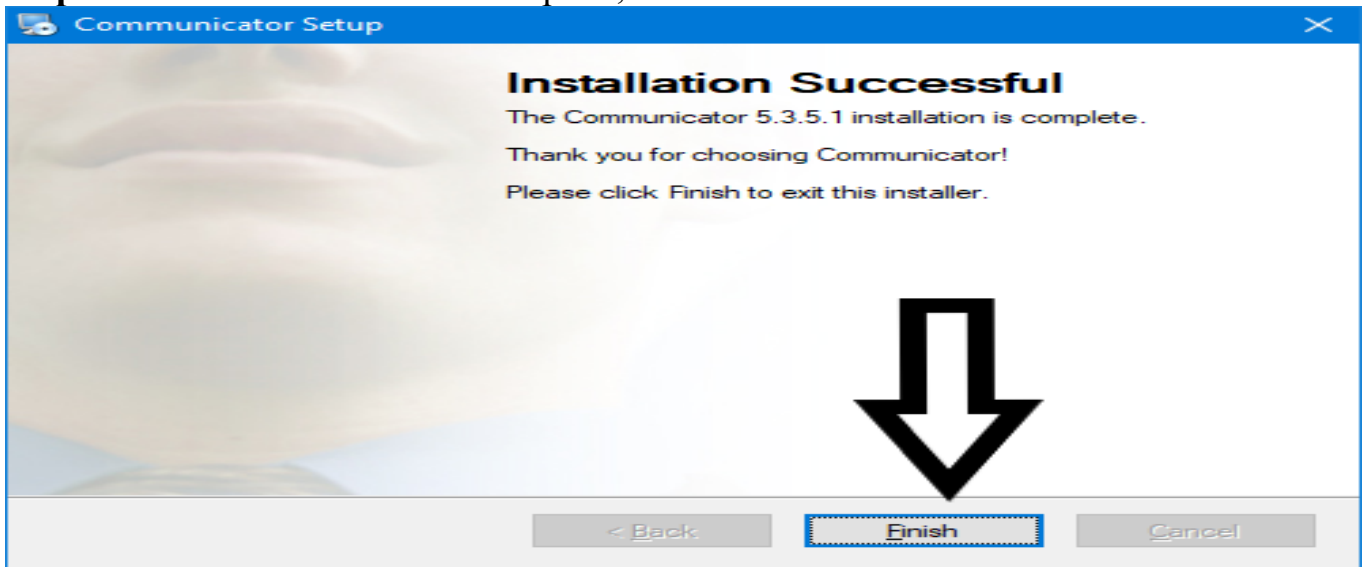 Communicator Setup
Installation Successful
The Communicator 5.3.5.1 installation is complete.
Thank you for choosing Communicator!
Please click Finish to exit this installer.
< Back Finish Cancel